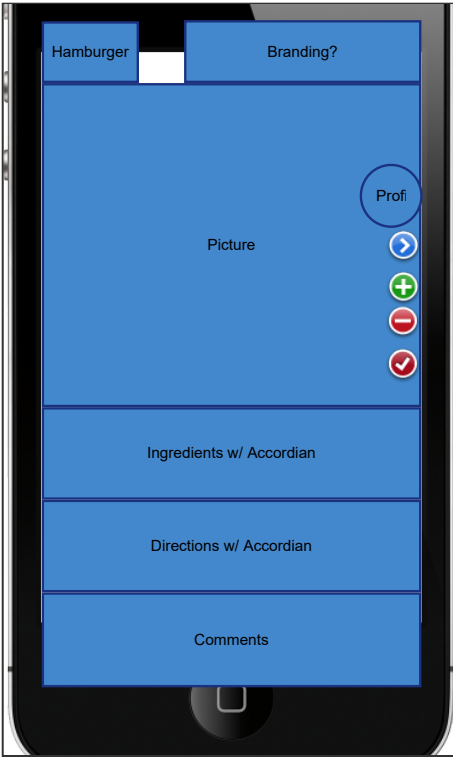 Hamburger
Branding?
Profi
Picture
Ingredients w/ Accordian
Directions w/ Accordian
Comments